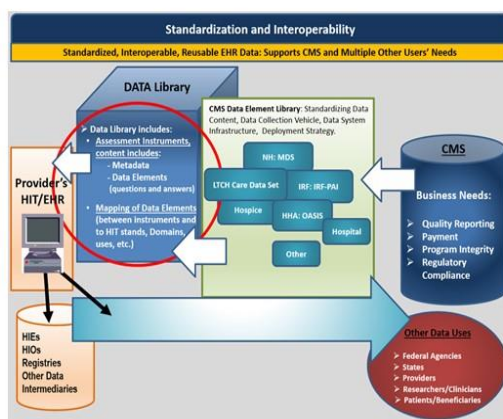 Standardization and Interoperability
Standardized, Interoperable, Reusable EHR Data: Supports CMS and Multiple Other Users' Needs
DATA Library
➢ Data Library includes:
• Assessment Instruments,
content includes:
- Metadata
- Data Elements
(questions and answers)
• Mapping of Data Elements
(between instruments and
to HIT stands, Domains,
uses, etc.)
CMS Data Element Library: Standardizing Data
Content, Data Collection Vehicle, Data System
Infrastructure, Deployment Strategy.
NH: MDS
LTCH Care Data Set
IRF: IRF-PAI
Hospice
HHA: OASIS
Hospital
Other
CMS
Business Needs:
➢ Quality Reporting
➢ Payment
➢ Program Integrity
➢ Regulatory
Compliance
Provider's
HIT/EHR
HIEs
HIOs
Registries
Other Data
Intermediaries
Other Data Uses
➢ Federal Agencies
➢ States
➢ Providers
➢ Researchers/Clinicians
➢ Patients/Beneficiaries